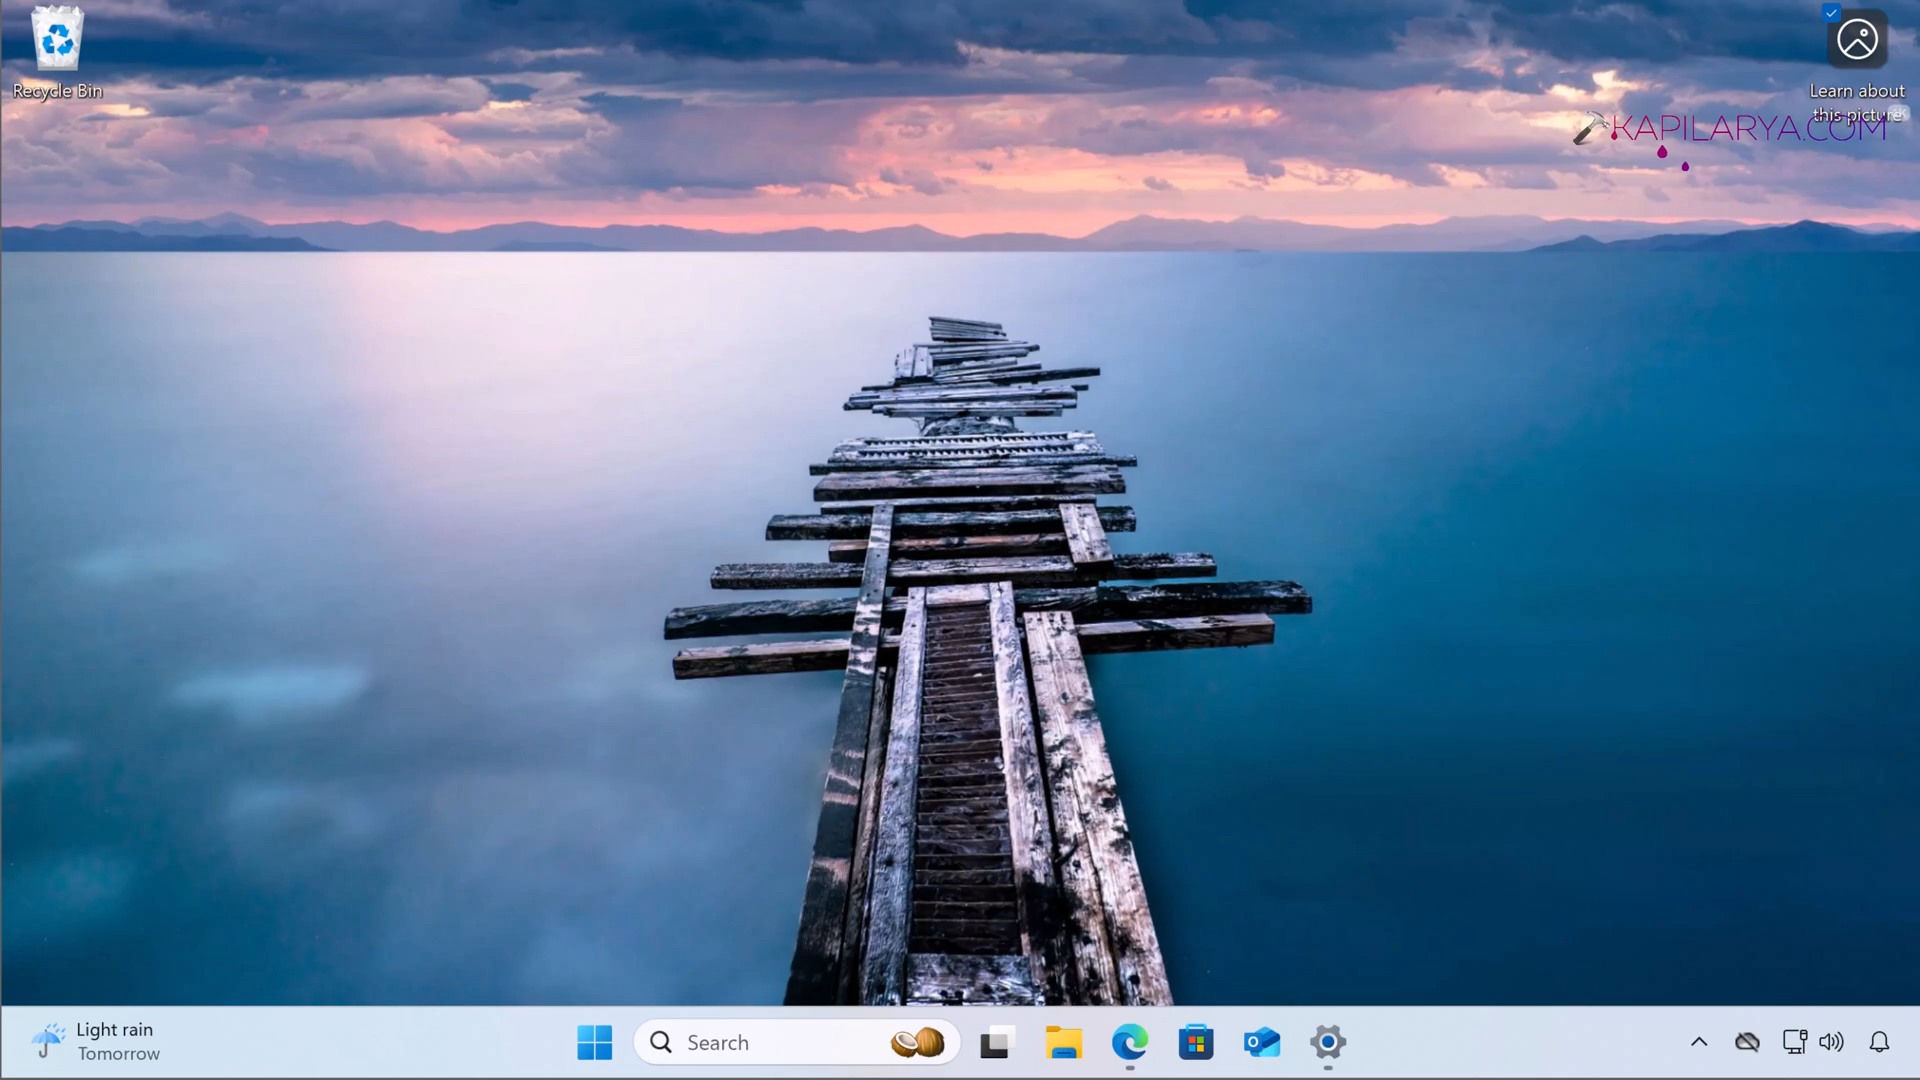 Recycle Bin
Learn about
this picture
KAPILARYA.COM
Light rain
Tomorrow
Search